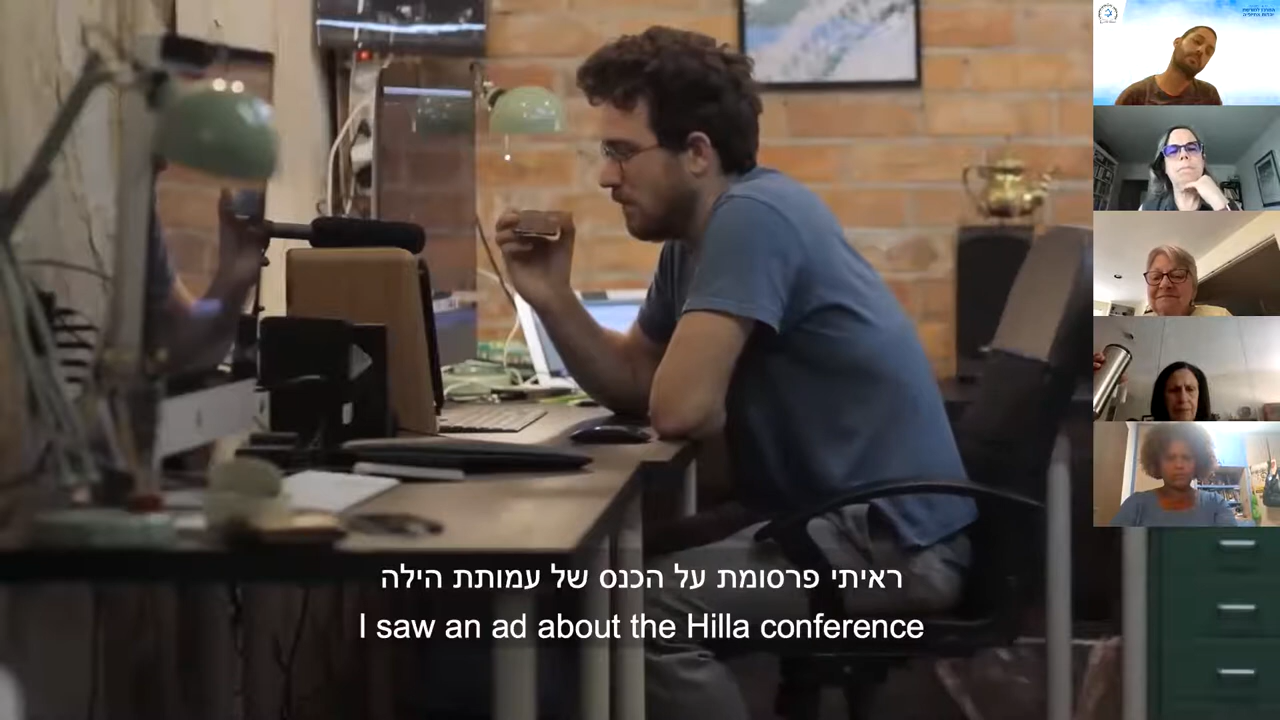 ראיתי פרסומת על הכנס של עמותת הילה
I saw an ad about the Hilla conference